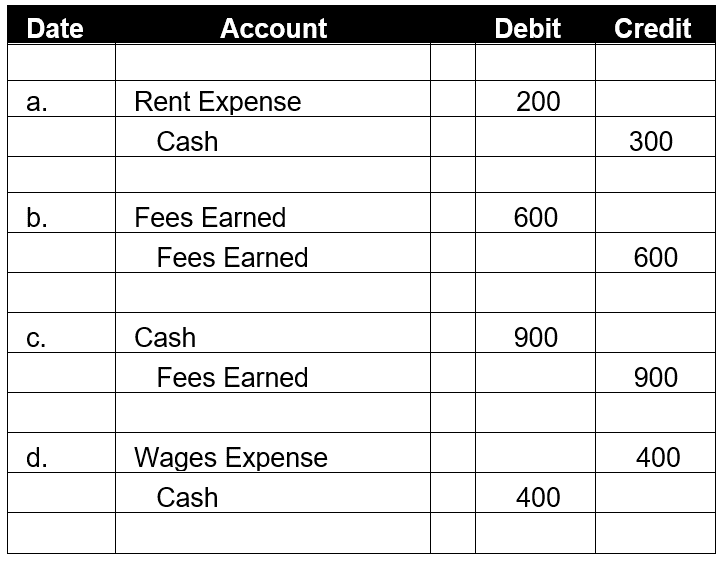 Date Account Debit Credit
a. Rent Expense 200
Cash 300
b. Fees Earned 600
Fees Earned 600
c. Cash 900
Fees Earned 900
d. Wages Expense 400
Cash 400